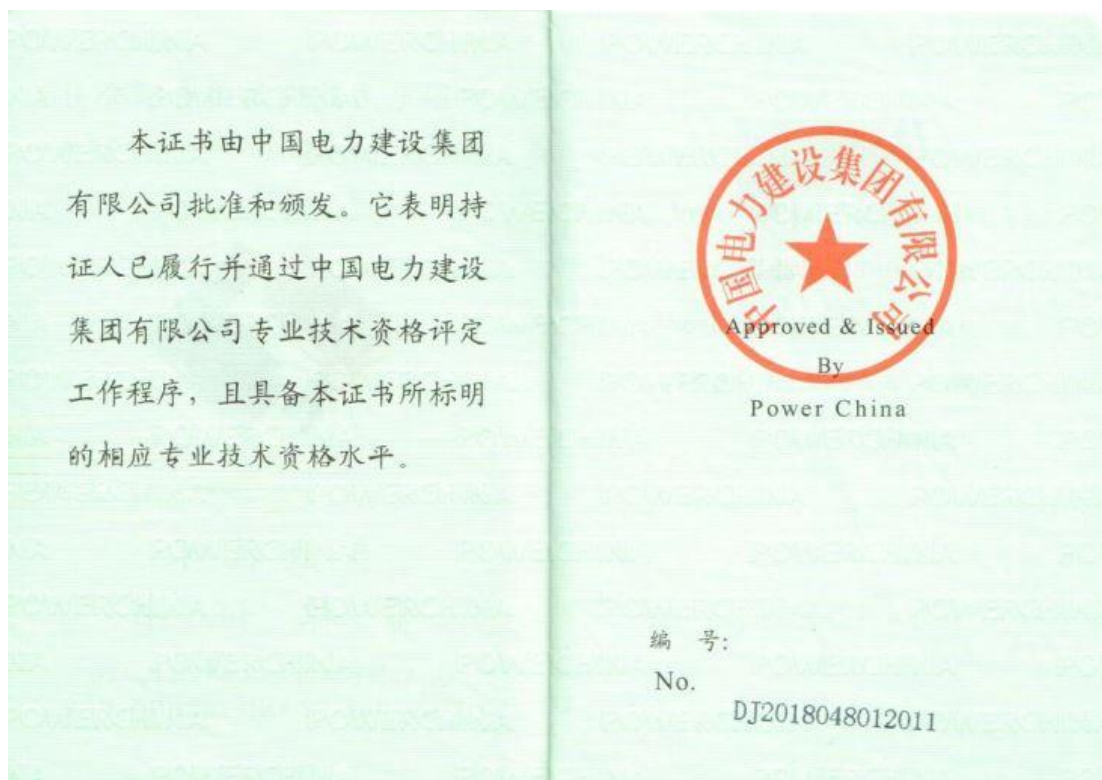 本证书由中国电力建设集团
有限公司批准和颁发。它表明持
证人已履行并通过中国电力建设
集团有限公司专业技术资格评定
工作程序，且具备本证书所标明
的相应专业技术资格水平。
中国电力建设集团有限公司
Approved & Issued
By
Power China
编 号:
No.
DJ2018048012011